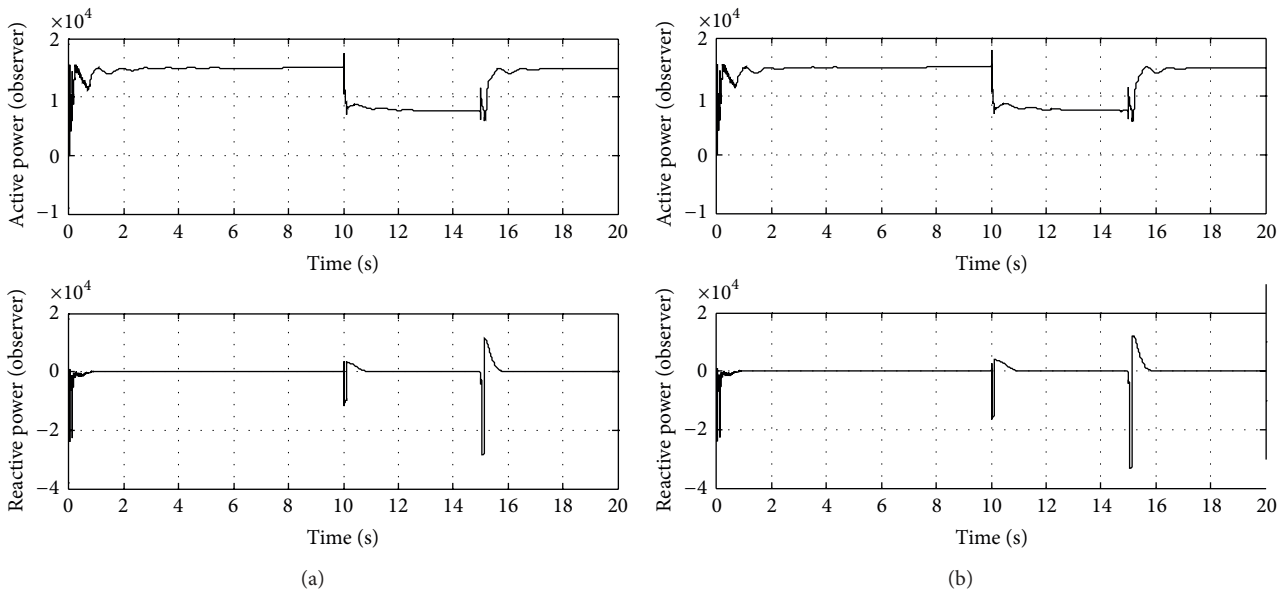 ×10⁴
Active power (observer)
2
1
0
−1
0 2 4 6 8 10 12 14 16 18 20
Time (s)
×10⁴
Reactive power (observer)
2
0
−2
−4
0 2 4 6 8 10 12 14 16 18 20
Time (s)
(a)
×10⁴
Active power (observer)
2
1
0
−1
0 2 4 6 8 10 12 14 16 18 20
Time (s)
×10⁴
Reactive power (observer)
2
0
−2
−4
0 2 4 6 8 10 12 14 16 18 20
Time (s)
(b)